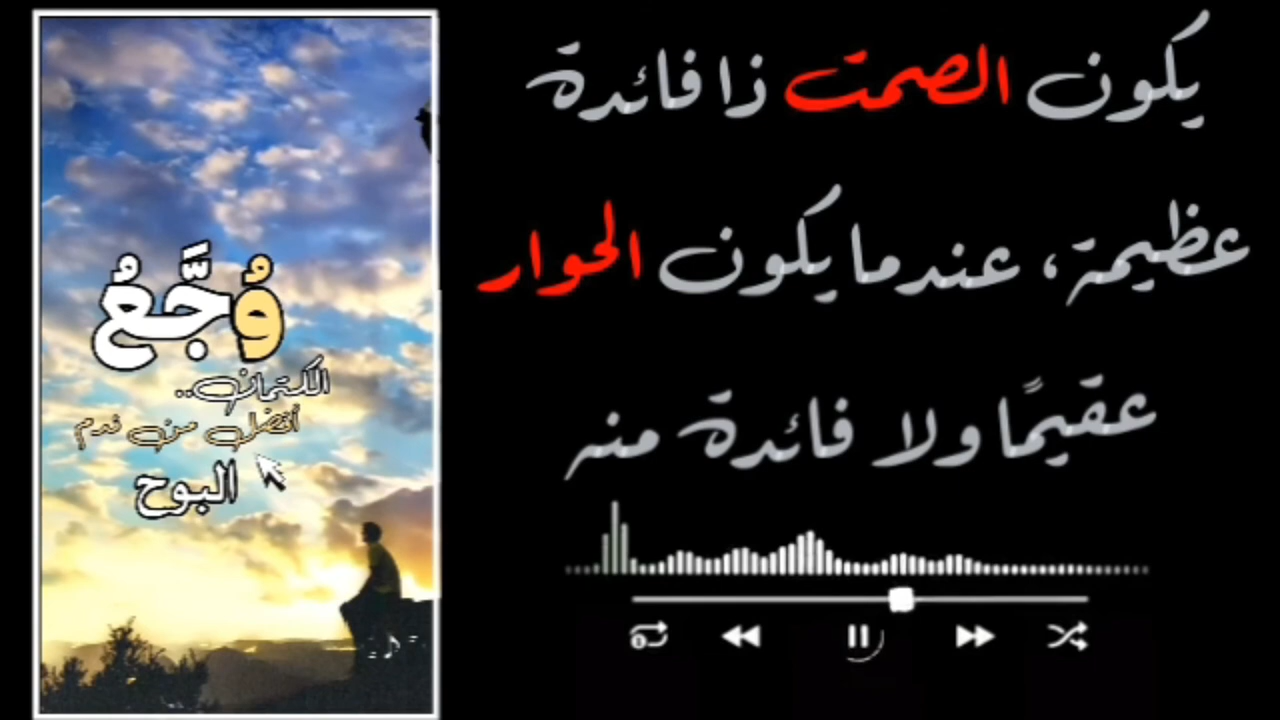 يكون الصمت ذا فائدة
عظيمة، عندما يكون الحوار
عقيمًا ولا فائدة منه
وُجَّعُ
الكتمان..
أفضل من ندم
البوح